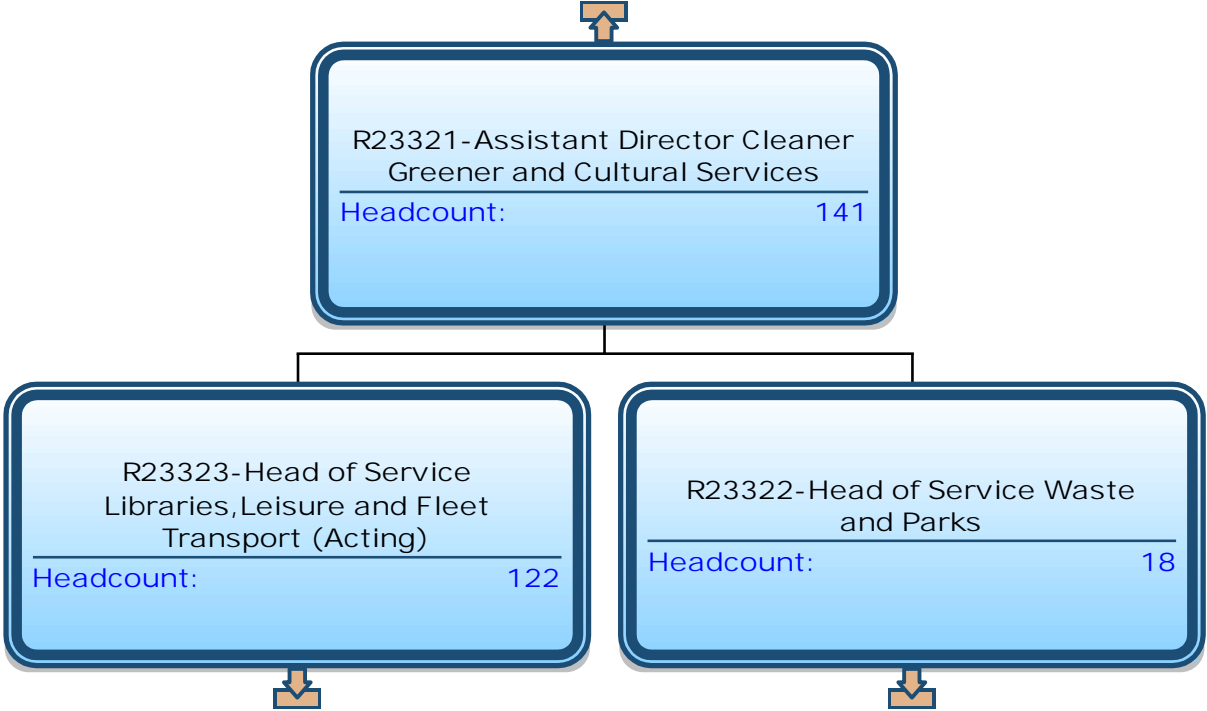 R23321-Assistant Director Cleaner
Greener and Cultural Services
Headcount: 141
R23323-Head of Service
Libraries,Leisure and Fleet
Transport (Acting)
Headcount: 122
R23322-Head of Service Waste
and Parks
Headcount: 18